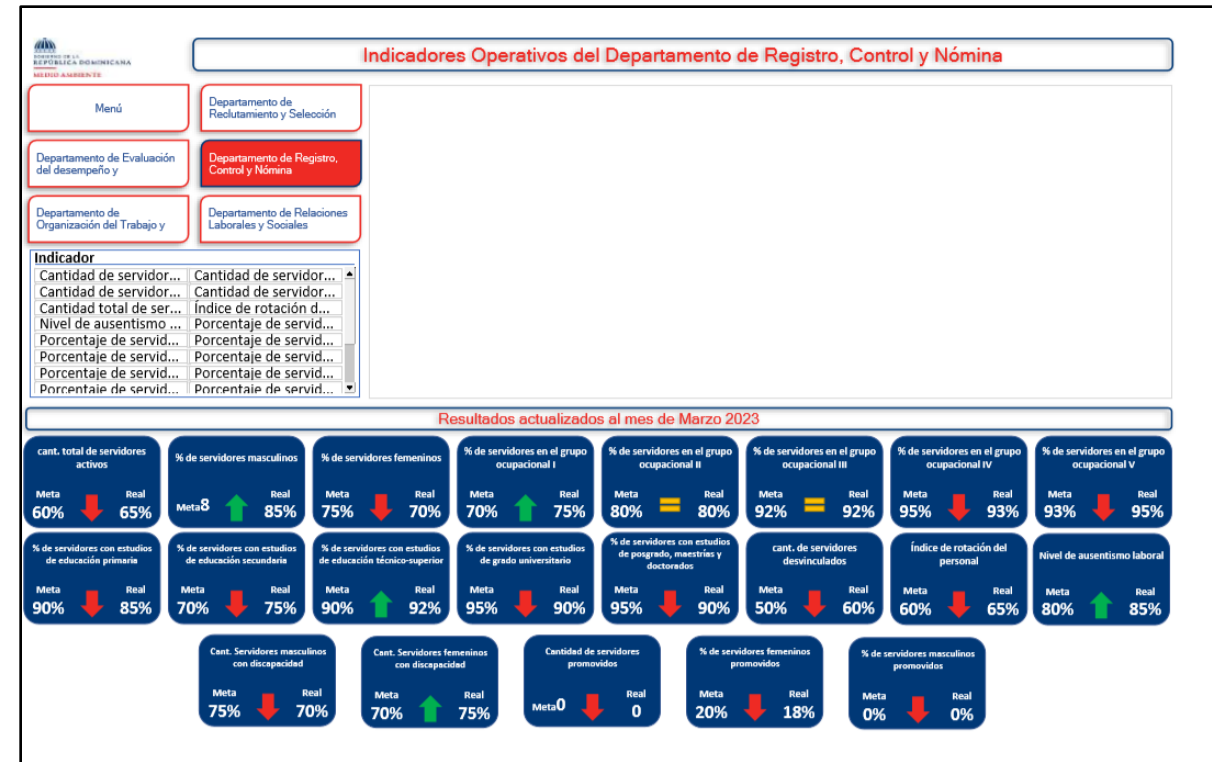 GOBIERNO DE LA
REPÚBLICA DOMINICANA
MEDIO AMBIENTE
Indicadores Operativos del Departamento de Registro, Control y Nómina
Menú
Departamento de
Reclutamiento y Selección
Departamento de Evaluación
del desempeño y
Departamento de Registro,
Control y Nómina
Departamento de
Organización del Trabajo y
Departamento de Relaciones
Laborales y Sociales
Indicador
Cantidad de servidor... Cantidad de servidor...
Cantidad de servidor... Cantidad de servidor...
Cantidad total de ser... Índice de rotación d...
Nivel de ausentismo ... Porcentaje de servid...
Porcentaje de servid... Porcentaje de servid...
Porcentaje de servid... Porcentaje de servid...
Porcentaje de servid... Porcentaje de servid...
Porcentaje de servid... Porcentaje de servid...
Resultados actualizados al mes de Marzo 2023
cant. total de servidores
activos
Meta Real
60% 65%
% de servidores masculinos
Real
Meta8 85%
% de servidores femeninos
Meta Real
75% 70%
% de servidores en el grupo
ocupacional I
Meta Real
70% 75%
% de servidores en el grupo
ocupacional II
Meta Real
80% 80%
% de servidores en el grupo
ocupacional III
Meta Real
92% 92%
% de servidores en el grupo
ocupacional IV
Meta Real
95% 93%
% de servidores en el grupo
ocupacional V
Meta Real
93% 95%
% de servidores con estudios
de educación primaria
Meta Real
90% 85%
% de servidores con estudios
de educación secundaria
Meta Real
70% 75%
% de servidores con estudios
de educación técnico-superior
Meta Real
90% 92%
% de servidores con estudios
de grado universitario
Meta Real
95% 90%
% de servidores con estudios
de posgrado, maestrías y
doctorados
Meta Real
95% 90%
cant. de servidores
desvinculados
Meta Real
50% 60%
Índice de rotación del
personal
Meta Real
60% 65%
Nivel de ausentismo laboral
Meta Real
80% 85%
Cant. Servidores masculinos
con discapacidad
Meta Real
75% 70%
Cant. Servidores femeninos
con discapacidad
Meta Real
70% 75%
Cantidad de servidores
promovidos
Real
Meta0 0
% de servidores femeninos
promovidos
Meta Real
20% 18%
% de servidores masculinos
promovidos
Meta Real
0% 0%